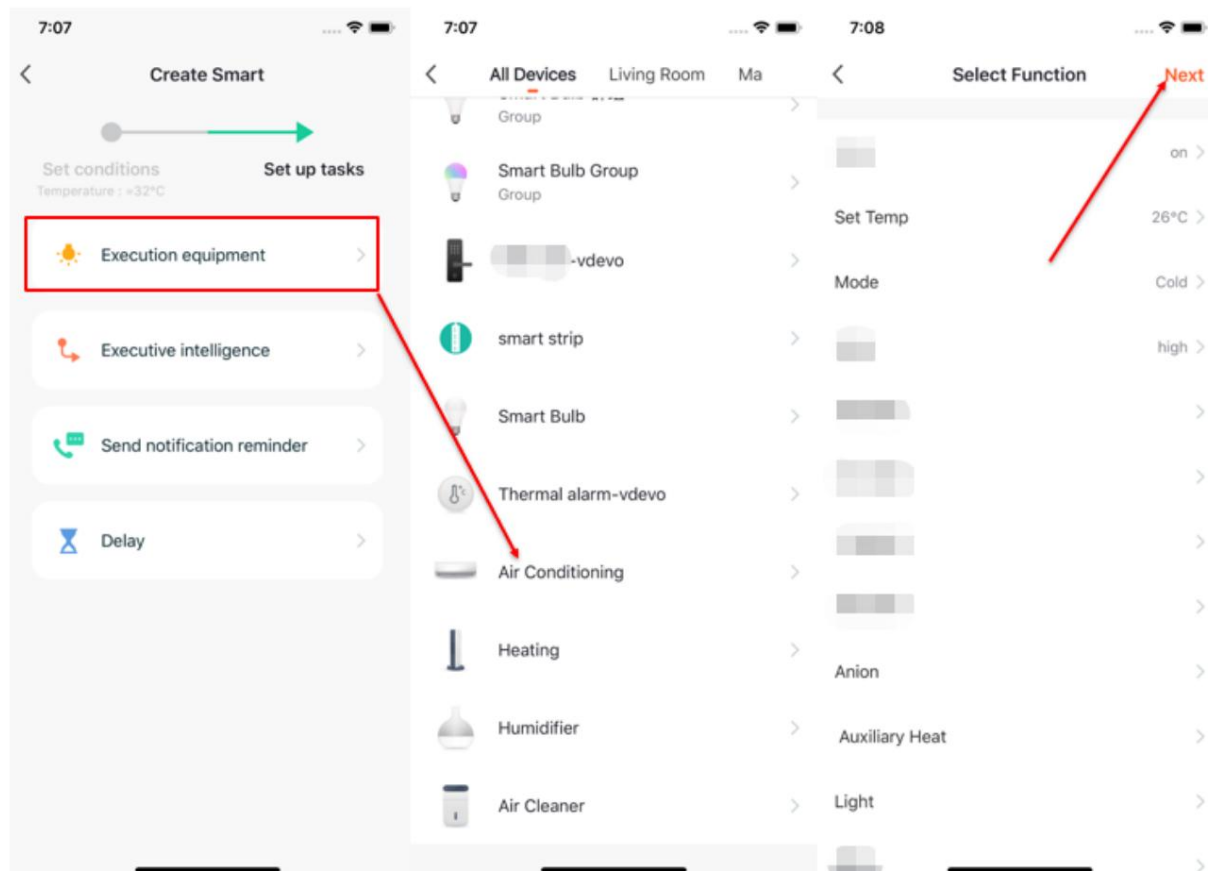 7:07
Create Smart
Set conditions
Temperature : =32°C
Set up tasks
Execution equipment
Executive intelligence
Send notification reminder
Delay
7:07
All Devices Living Room Ma
Group
Smart Bulb Group
Group
-vdevo
smart strip
Smart Bulb
Thermal alarm-vdevo
Air Conditioning
Heating
Humidifier
Air Cleaner
7:08
Select Function
Next
on
Set Temp 26°C
Mode Cold
high
Anion
Auxiliary Heat
Light